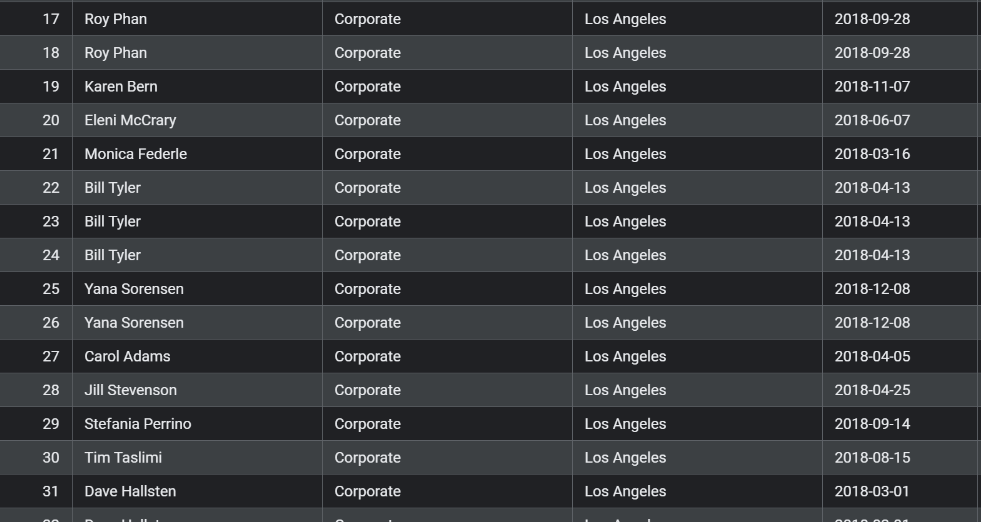 17 Roy Phan Corporate Los Angeles 2018-09-28
18 Roy Phan Corporate Los Angeles 2018-09-28
19 Karen Bern Corporate Los Angeles 2018-11-07
20 Eleni McCrary Corporate Los Angeles 2018-06-07
21 Monica Federle Corporate Los Angeles 2018-03-16
22 Bill Tyler Corporate Los Angeles 2018-04-13
23 Bill Tyler Corporate Los Angeles 2018-04-13
24 Bill Tyler Corporate Los Angeles 2018-04-13
25 Yana Sorensen Corporate Los Angeles 2018-12-08
26 Yana Sorensen Corporate Los Angeles 2018-12-08
27 Carol Adams Corporate Los Angeles 2018-04-05
28 Jill Stevenson Corporate Los Angeles 2018-04-25
29 Stefania Perrino Corporate Los Angeles 2018-09-14
30 Tim Taslimi Corporate Los Angeles 2018-08-15
31 Dave Hallsten Corporate Los Angeles 2018-03-01